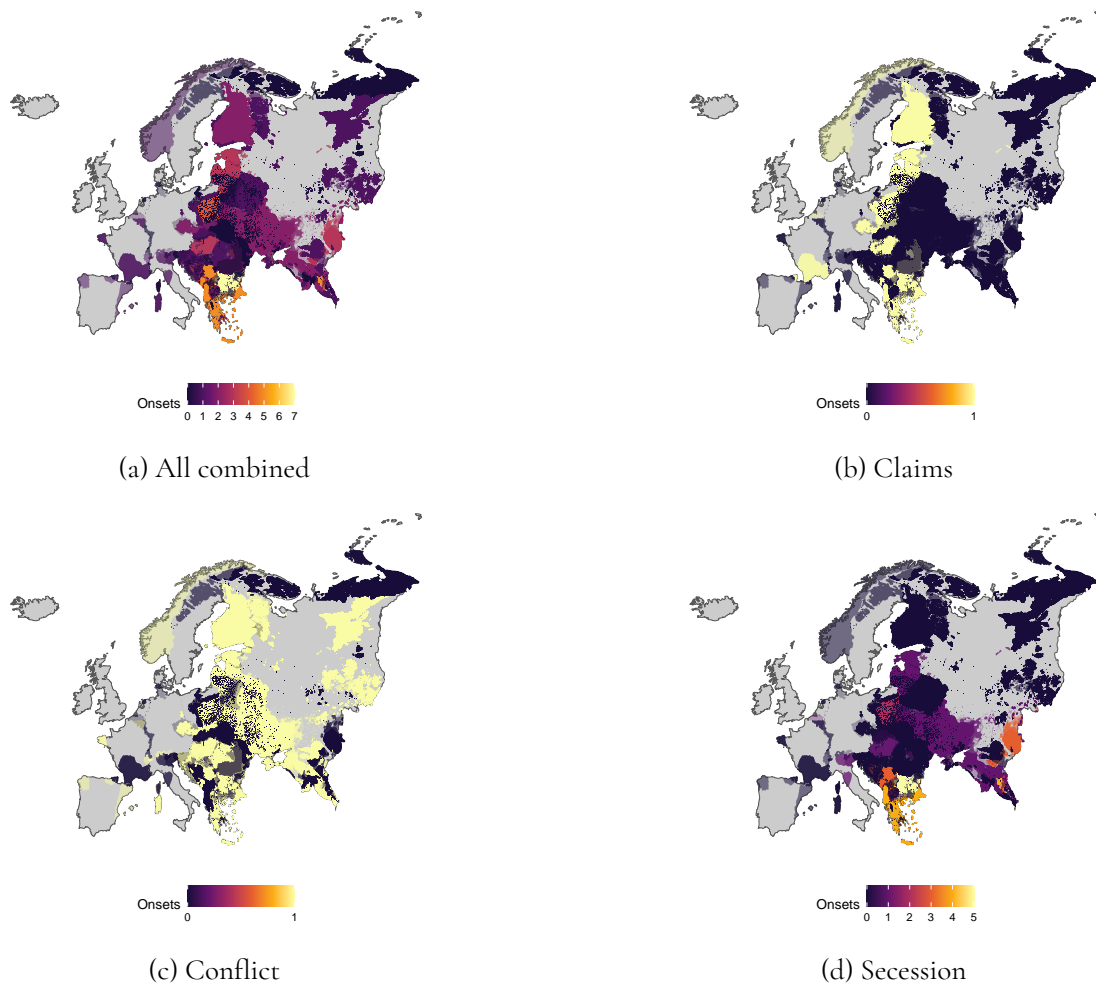 Onsets
0 1 2 3 4 5 6 7
(a) All combined
Onsets
0 1
(b) Claims
Onsets
0 1
(c) Conflict
Onsets
0 1 2 3 4 5
(d) Secession